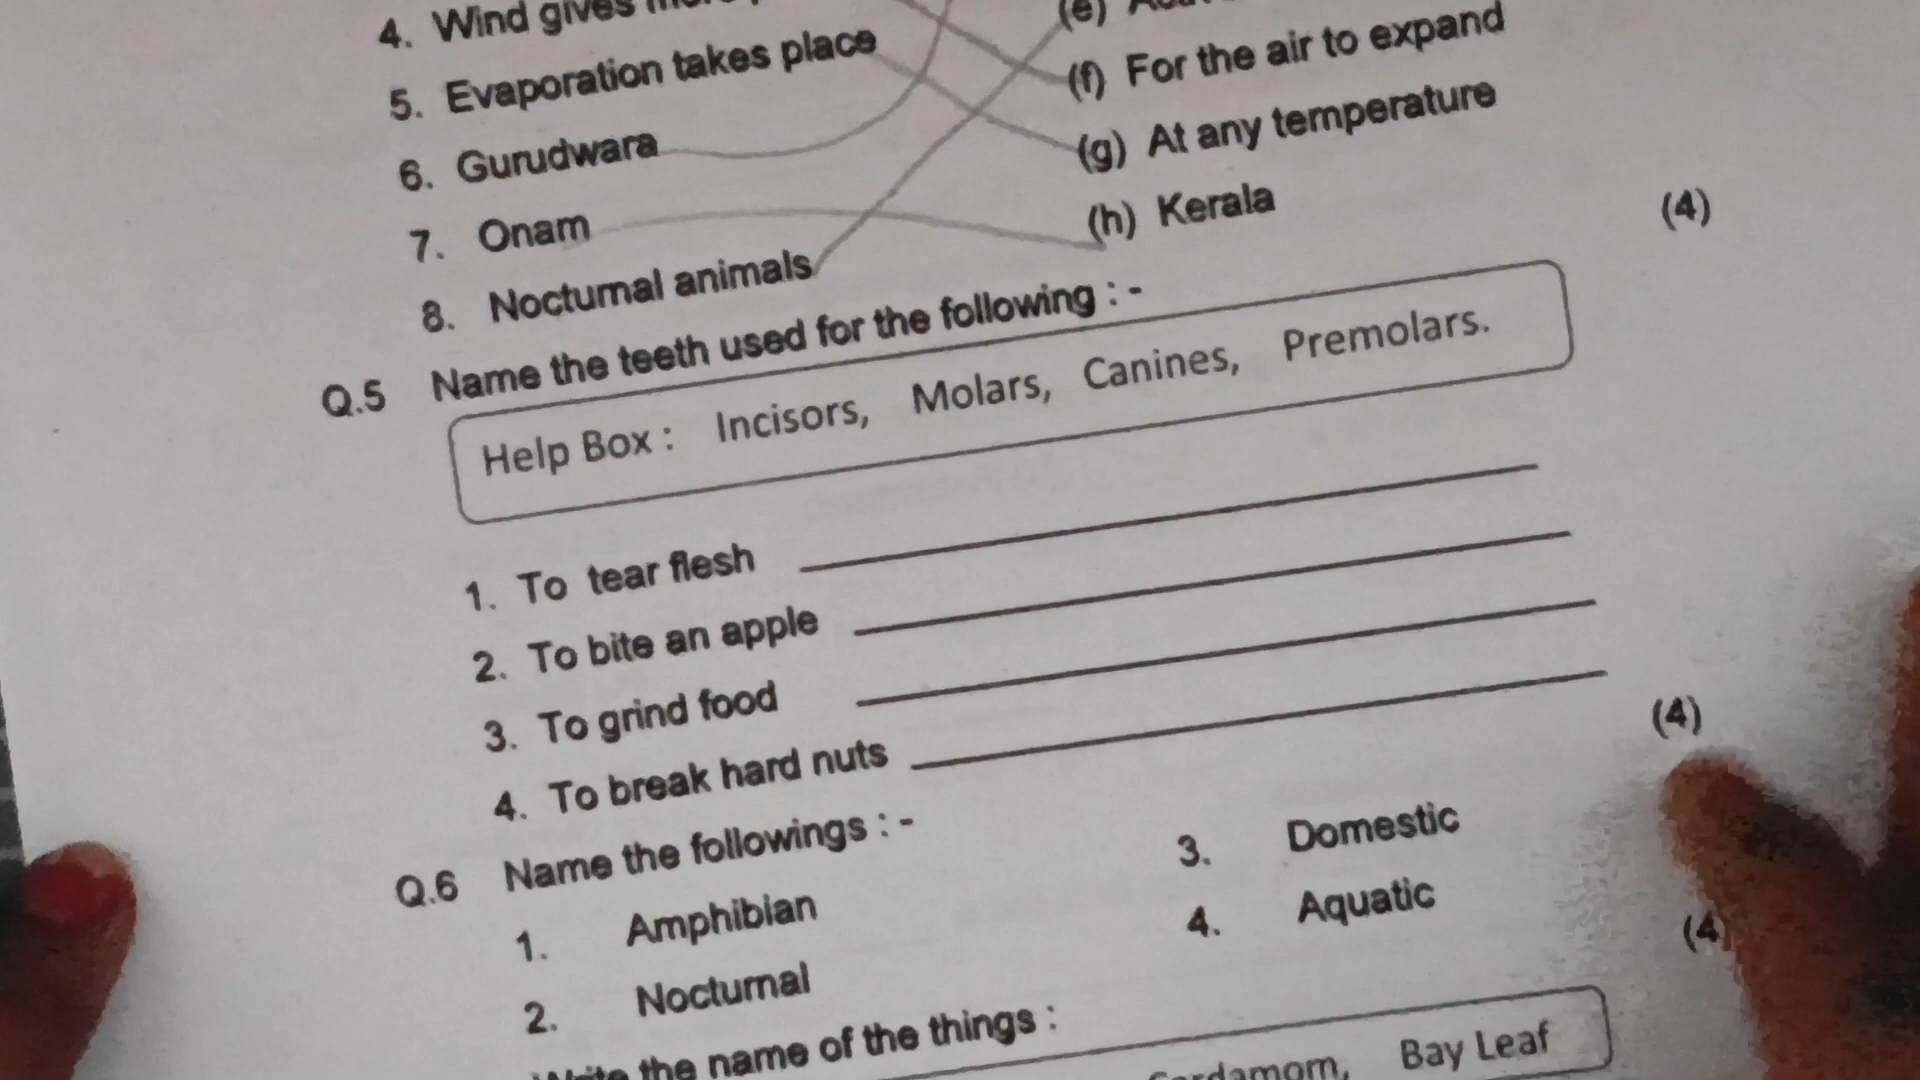 4. Wind gives
(e)
5. Evaporation takes place
(f) For the air to expand
6. Gurudwara
(g) At any temperature
7. Onam
(h) Kerala
8. Nocturnal animals
(4)
Q.5 Name the teeth used for the following : -
Help Box : Incisors, Molars, Canines, Premolars.
1. To tear flesh
2. To bite an apple
3. To grind food
4. To break hard nuts
(4)
Q.6 Name the followings : -
1. Amphibian
3. Domestic
2. Nocturnal
4. Aquatic
(4)
the name of the things :
Bay Leaf